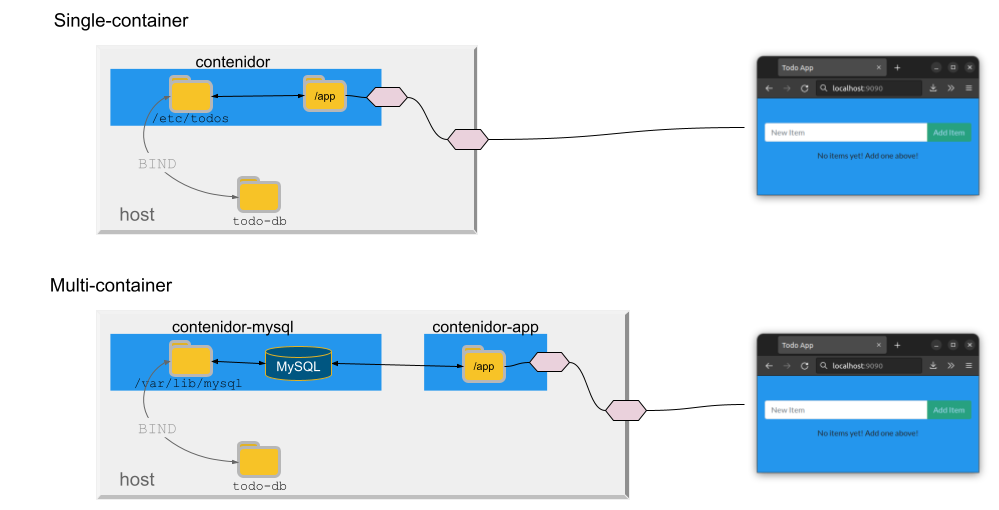 Single-container
contenidor
/etc/todos
/app
BIND
todo-db
host
Todo App
localhost:9090
New Item
Add Item
No items yet! Add one above!
Multi-container
contenidor-mysql
contenidor-app
/var/lib/mysql
MySQL
/app
BIND
todo-db
host
Todo App
localhost:9090
New Item
Add Item
No items yet! Add one above!